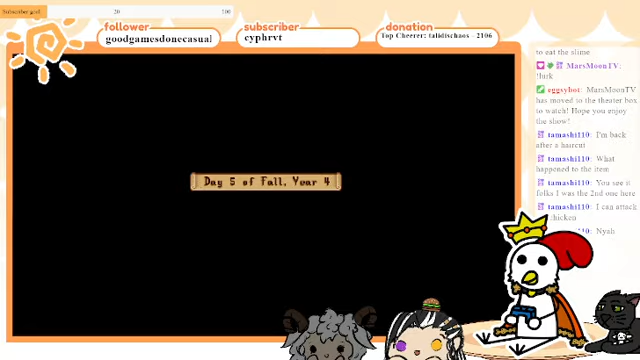 Subscriber goal
20
100
follower
goodgamesdonecasual
subscriber
cyphrvt
donation
Top Cheerer: talidischaos - 2106
to eat the slime
MarsMoonTV:
!lurk
eggsybot: MarsMoonTV
has moved to the theater box
to watch! Hope you enjoy
the show!
tamashi110: I'm back
after a haircut
tamashi110: What
happened to the item
tamashi110: You see it
folks I was the 2nd one here
tamashi110: I can attack
chicken
Nyah
Day 5 of Fall, Year 4